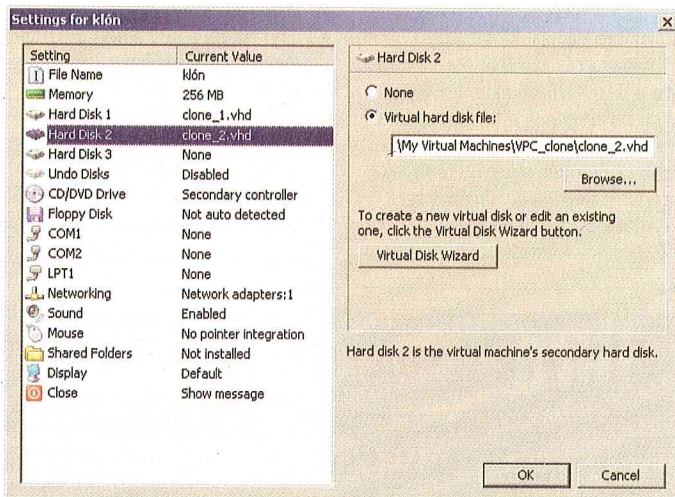 Settings for klón
Setting Current Value
File Name klón
Memory 256 MB
Hard Disk 1 clone_1.vhd
Hard Disk 2 clone_2.vhd
Hard Disk 3 None
Undo Disks Disabled
CD/DVD Drive Secondary controller
Floppy Disk Not auto detected
COM1 None
COM2 None
LPT1 None
Networking Network adapters:1
Sound Enabled
Mouse No pointer integration
Shared Folders Not installed
Display Default
Close Show message
Hard Disk 2
None
Virtual hard disk file:
\My Virtual Machines\VPC_clone\clone_2.vhd
Browse...
To create a new virtual disk or edit an existing
one, click the Virtual Disk Wizard button.
Virtual Disk Wizard
Hard disk 2 is the virtual machine's secondary hard disk.
OK
Cancel